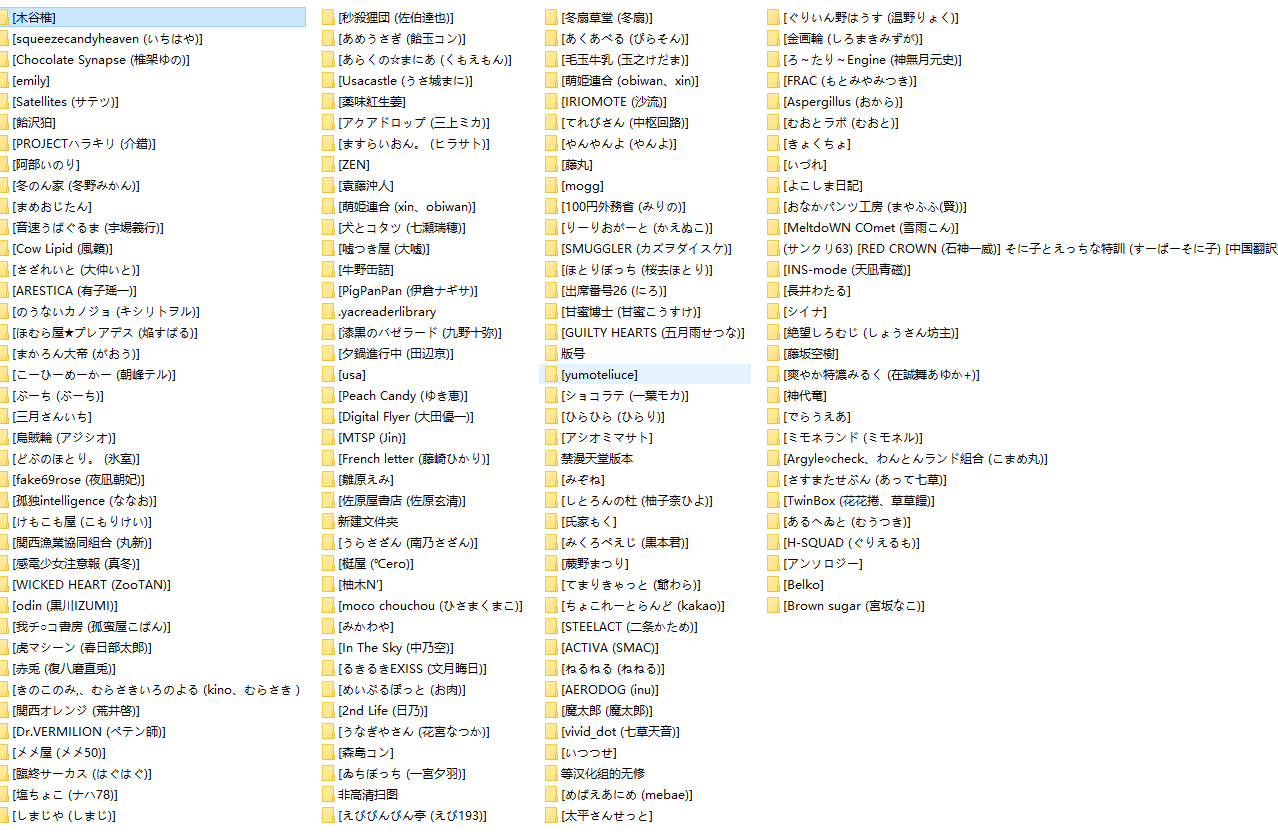 [木谷椎]
[squeezecandyheaven (いちはや)]
[Chocolate Synapse (椎架ゆの)]
[emily]
[Satellites (サテツ)]
[飴沢狛]
[PROJECTハラキリ (介錯)]
[阿部いのり]
[冬のん家 (冬野みかん)]
[まめおじたん]
[音速うばぐるま (宇場義行)]
[Cow Lipid (風籟)]
[さざれいと (大仲いと)]
[ARESTICA (有子瑶一)]
[のうないカノジョ (キシリトヲル)]
[ほむら屋★プレアデス (焔すばる)]
[まかろん大帝 (がおう)]
[こーひーめーかー (朝峰テル)]
[ぶーち (ぶーち)]
[三月さんいち]
[烏賊輪 (アジシオ)]
[どぶのほとり。 (氷室)]
[fake69rose (夜凪朝妃)]
[孤独intelligence (ななお)]
[けもこも屋 (こもりけい)]
[関西漁業協同組合 (丸新)]
[感電少女注意報 (真冬)]
[WICKED HEART (ZooTAN)]
[odin (黒川IZUMI)]
[我チ○コ書房 (孤蛮屋こばん)]
[虎マシーン (春日部太郎)]
[赤兎 (復八磨直兎)]
[きのこのみ,、むらさきいろのよる (kino、むらさき )
[関西オレンジ (荒井啓)]
[Dr.VERMILION (ペテン師)]
[メメ屋 (メメ50)]
[臨終サーカス (はぐはぐ)]
[塩ちょこ (ナハ78)]
[しまじや (しまじ)]
[秒殺狸団 (佐伯達也)]
[あめうさぎ (飴玉コン)]
[あらくの☆まにあ (くもえもん)]
[Usacastle (うさ城まに)]
[薬味紅生姜]
[アクアドロップ (三上ミカ)]
[ますらいおん。 (ヒラサト)]
[ZEN]
[袁藤沖人]
[萌姫連合 (xin、obiwan)]
[犬とコタツ (七瀬瑞穂)]
[嘘つき屋 (大嘘)]
[牛野缶詰]
[PigPanPan (伊倉ナギサ)]
.yacreaderlibrary
[漆黒のバゼラード (九野十弥)]
[夕鍋進行中 (田辺京)]
[usa]
[Peach Candy (ゆき恵)]
[Digital Flyer (大田優一)]
[MTSP (Jin)]
[French letter (藤崎ひかり)]
[雛原えみ]
[佐原屋書店 (佐原玄清)]
新建文件夹
[うらさざん (南乃さざん)]
[梃屋 (℃ero)]
[柚木N']
[moco chouchou (ひさまくまこ)]
[みかわや]
[In The Sky (中乃空)]
[るきるきEXISS (文月晦日)]
[めいぷるぽっと (お肉)]
[2nd Life (日乃)]
[うなぎやさん (花宮なつか)]
[森島コン]
[ゐちぼっち (一宮夕羽)]
非高清扫图
[えびびんびん亭 (えび193)]
[冬扇草堂 (冬扇)]
[あくあべる (ぴらそん)]
[毛玉牛乳 (玉之けだま)]
[萌姫連合 (obiwan、xin)]
[IRIOMOTE (沙流)]
[てれびさん (中枢回路)]
[やんやんよ (やんよ)]
[藤丸]
[mogg]
[100円外務省 (みりの)]
[りーりおがーと (かえぬこ)]
[SMUGGLER (カズヲダイスケ)]
[ほとりぼっち (桜去ほとり)]
[出席番号26 (にろ)]
[甘蜜博士 (甘蜜こうすけ)]
[GUILTY HEARTS (五月雨せつな)]
版号
[yumoteliuce]
[ショコラテ (一葉モカ)]
[ひらひら (ひらり)]
[アシオミマサト]
禁漫天堂版本
[みぞね]
[しとろんの杜 (柚子奈ひよ)]
[氏家もく]
[みくろぺえじ (黒本君)]
[蕨野まつり]
[てまりきゃっと (爺わら)]
[ちょこれーとらんど (kakao)]
[STEELACT (二条かため)]
[ACTIVA (SMAC)]
[ねるねる (ねねる)]
[AERODOG (inu)]
[魔太郎 (魔太郎)]
[vivid_dot (七草天音)]
[いつつせ]
等汉化组的无修
[めばえあにめ (mebae)]
[太平さんせっと]
[ぐりいん野はうす (温野りょく)]
[金画輪 (しろまきみずが)]
[ろ～たり～Engine (神無月元史)]
[FRAC (もとみやみつき)]
[Aspergillus (おから)]
[むおとラボ (むおと)]
[きょくちょ]
[いづれ]
[よこしま日記]
[おなかパンツ工房 (まやふふ(賢))]
[MeltdoWN COmet (雪雨こん)]
(サンクリ63) [RED CROWN (石神一威)] そに子とえっちな特訓 (すーぱーそに子) [中国翻訳
[INS-mode (天凪青磁)]
[長井わたる]
[シイナ]
[絶望しろむじ (しょうさん坊主)]
[藤坂空樹]
[爽やか特濃みるく (在誠舞あゆか+)]
[神代竜]
[でらうえあ]
[ミモネランド (ミモネル)]
[Argyle◇check、わんとんランド組合 (こまめ丸)]
[さすまたせぶん (あって七草)]
[TwinBox (花花捲、草草饅)]
[あるへゐと (むうつき)]
[H-SQUAD (ぐりえるも)]
[アンソロジー]
[Belko]
[Brown sugar (宮坂なこ)]